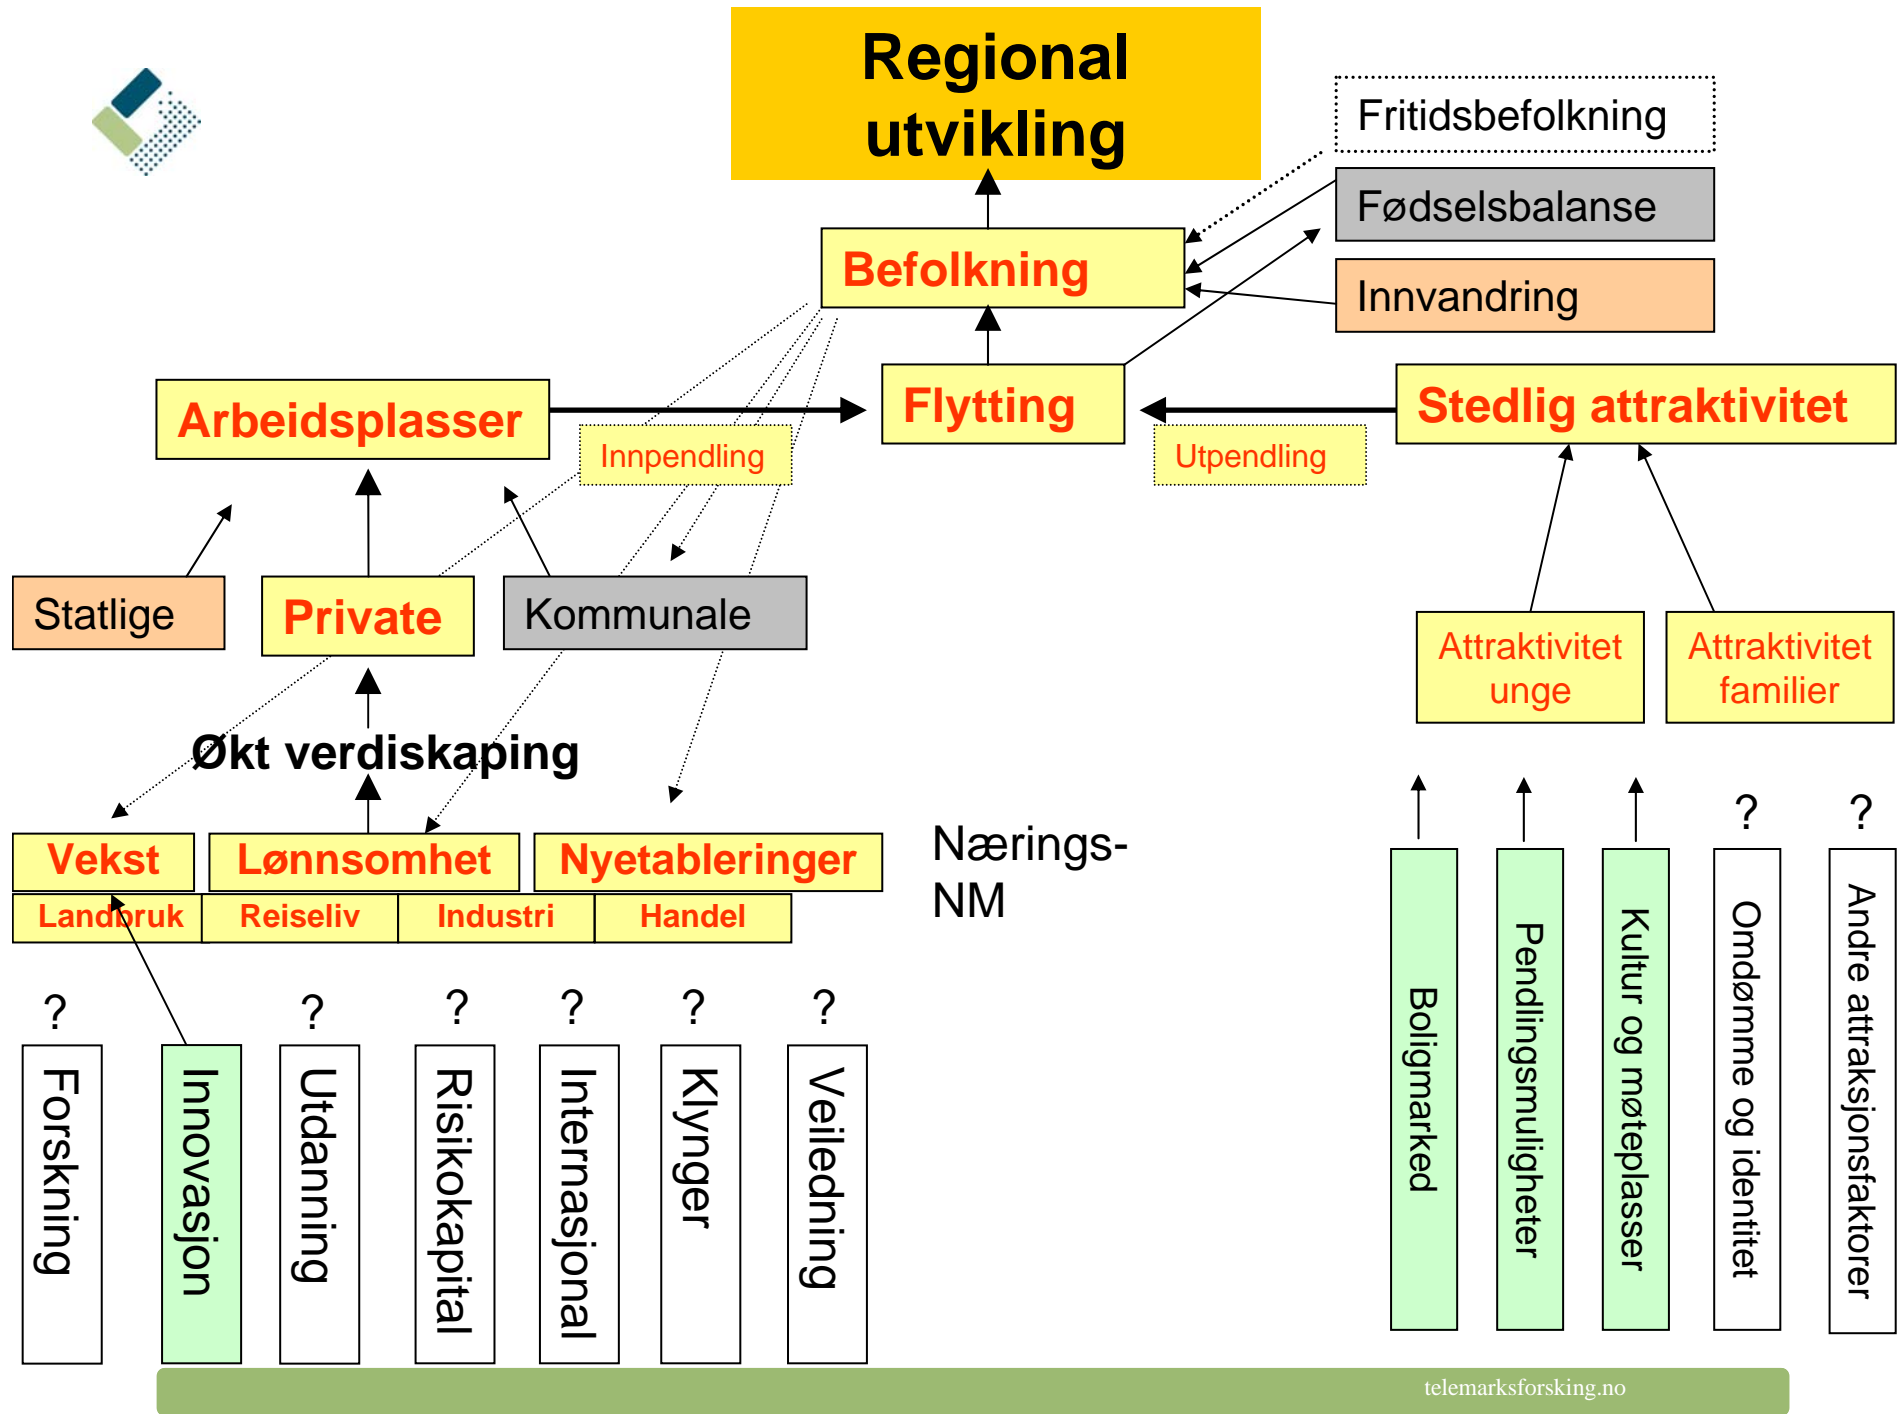 Regional
utvikling
Fritidsbefolkning
Fødselsbalanse
Befolkning
Innvandring
Arbeidsplasser
Flytting
Stedlig attraktivitet
Innpendling
Utpendling
Statlige
Private
Kommunale
Attraktivitet
unge
Attraktivitet
familier
Økt verdiskaping
Vekst
Lønnsomhet
Nyetableringer
Nærings-
NM
Landbruk
Reiseliv
Industri
Handel
?
?
?
?
?
?
?
?
Forskning
Innovasjon
Utdanning
Risikokapital
Internasjonal
Klynger
Veiledning
Boligmarked
Pendlingsmuligheter
Kultur og møteplasser
Omdømme og identitet
Andre attraksjonsfaktorer
telemarksforsking.no